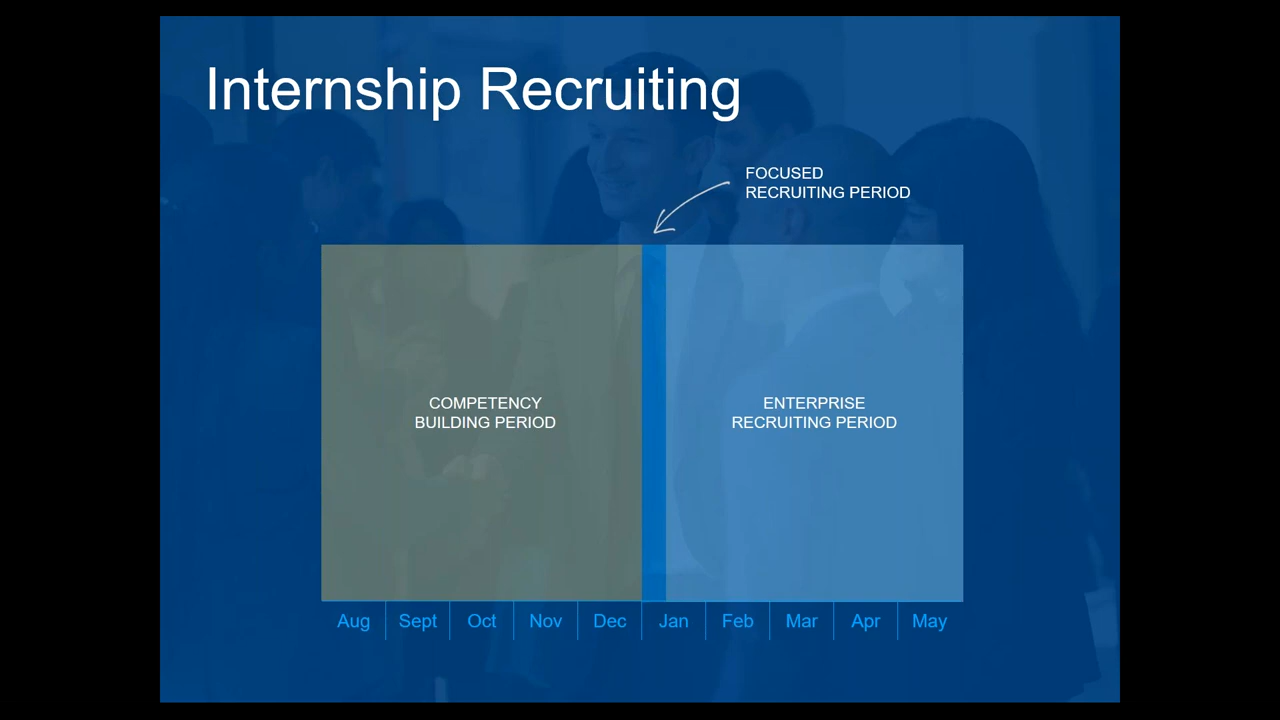 Internship Recruiting
FOCUSED
RECRUITING PERIOD
COMPETENCY
BUILDING PERIOD
ENTERPRISE
RECRUITING PERIOD
Aug Sept Oct Nov Dec Jan Feb Mar Apr May